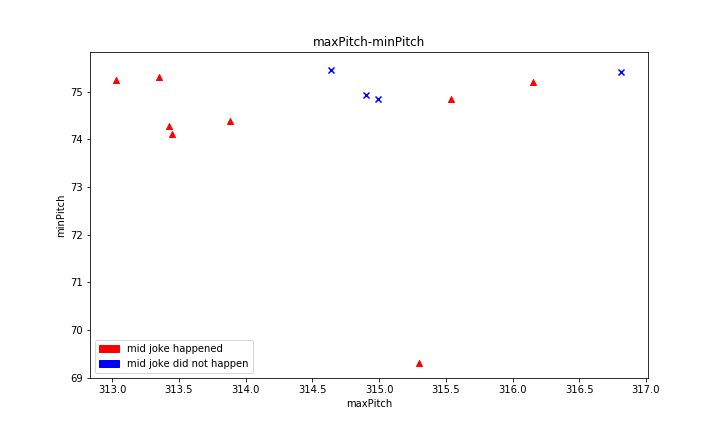 maxPitch-minPitch
minPitch
75
74
73
72
71
70
69
mid joke happened
mid joke did not happen
313.0 313.5 314.0 314.5 315.0 315.5 316.0 316.5 317.0
maxPitch